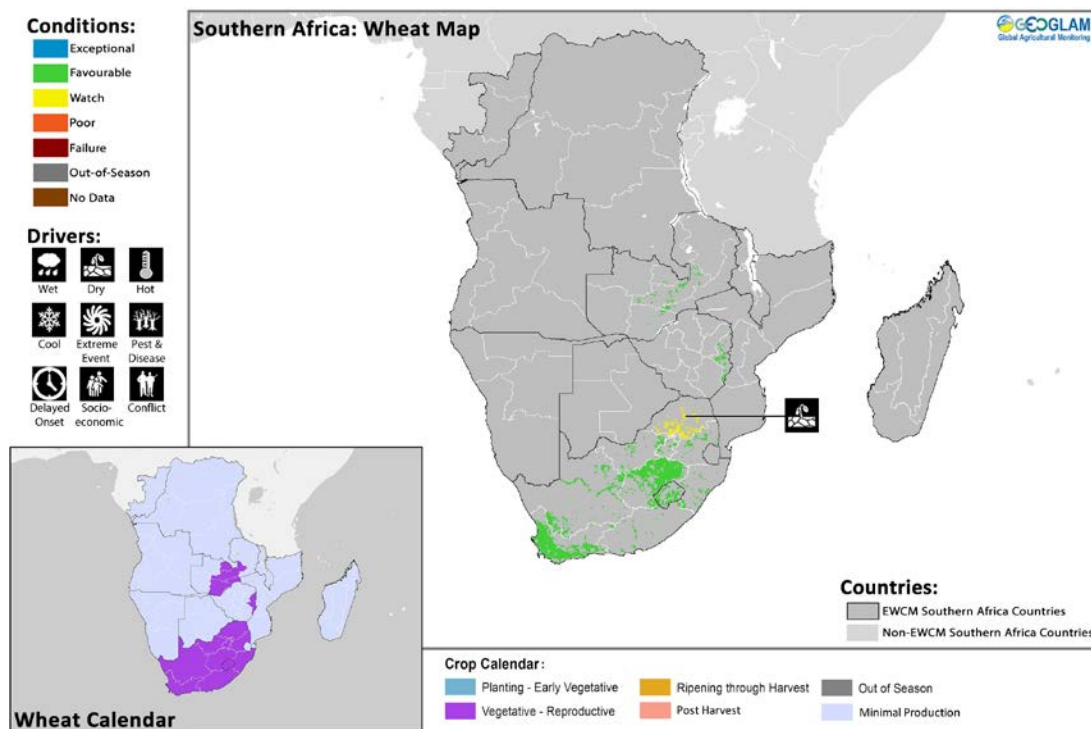 Conditions:
Exceptional
Favourable
Watch
Poor
Failure
Out-of-Season
No Data
Drivers:
Wet
Dry
Hot
Cool
Extreme
Event
Pest &
Disease
Delayed
Onset
Socio-
economic
Conflict
Southern Africa: Wheat Map
GEOGLAM
Global Agricultural Monitoring
Countries:
EWCM Southern Africa Countries
Non-EWCM Southern Africa Countries
Wheat Calendar
Crop Calendar:
Planting - Early Vegetative
Vegetative - Reproductive
Ripening through Harvest
Post Harvest
Out of Season
Minimal Production